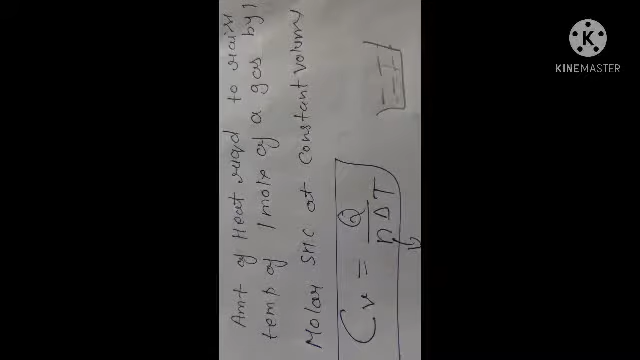 Amt of Heat reqd to raise
temp of 1 mole of a gas by 1
Molar SHC at Constant volume
Cv = Q / nΔT
K
KINEMASTER